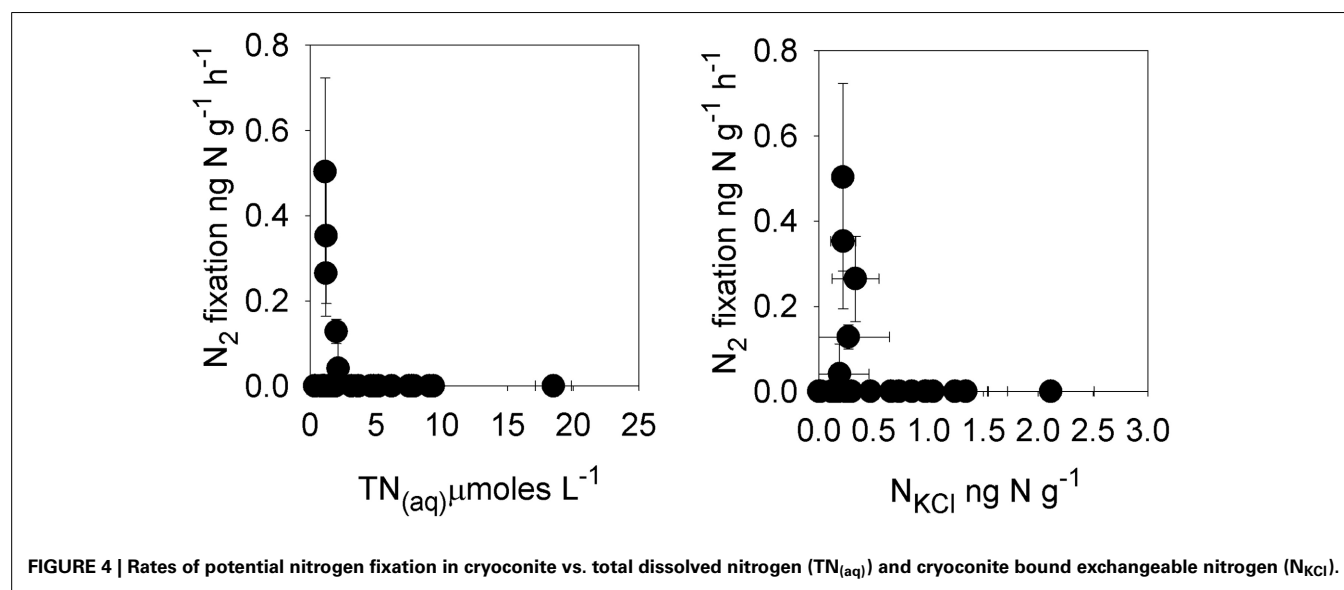 N₂ fixation ng N g⁻¹ h⁻¹
0.8
0.6
0.4
0.2
0.0
0 5 10 15 20 25
TN(aq)μmoles L⁻¹
N₂ fixation ng N g⁻¹ h⁻¹
0.8
0.6
0.4
0.2
0.0
0.0 0.5 1.0 1.5 2.0 2.5 3.0
N_KCl ng N g⁻¹
FIGURE 4 | Rates of potential nitrogen fixation in cryoconite vs. total dissolved nitrogen (TN(aq)) and cryoconite bound exchangeable nitrogen (N_KCl).